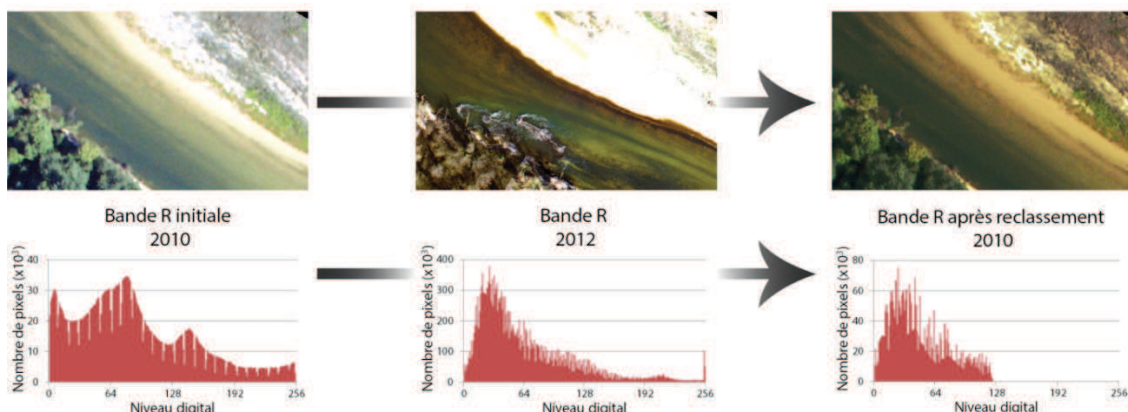 Bande R initiale
2010
Bande R
2012
Bande R après reclassement
2010
Nombre de pixels (x10³)
40
30
20
10
0
0 64 128 192 256
Niveau digital
Nombre de pixels (x10³)
400
300
200
100
0
0 64 128 192 256
Niveau digital
Nombre de pixels (x10³)
80
60
40
20
0
0 64 128 192 256
Niveau digital